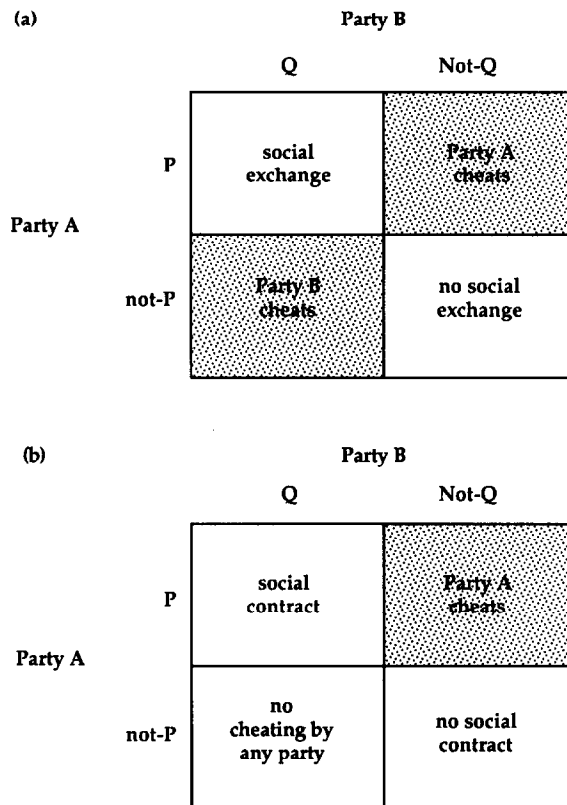 (a)
Party B
Q Not-Q
P
social
exchange
Party A
cheats
Party A
not-P
Party B
cheats
no social
exchange
(b)
Party B
Q Not-Q
P
social
contract
Party A
cheats
Party A
not-P
no
cheating by
any party
no social
contract